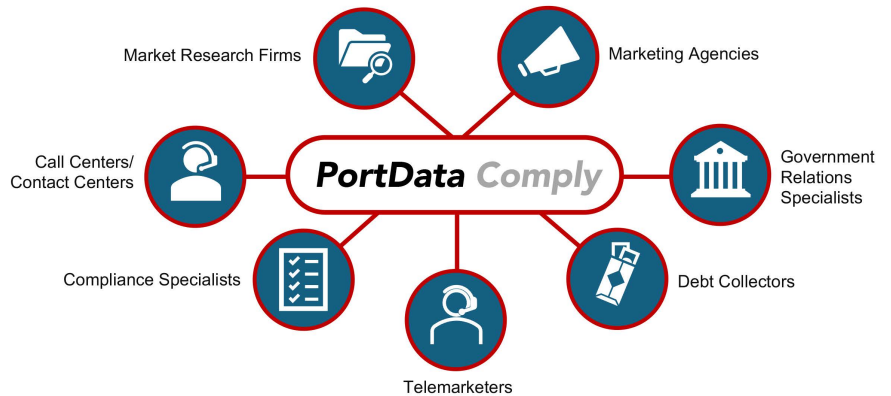 Market Research Firms
Marketing Agencies
Call Centers/
Contact Centers
PortData Comply
Government
Relations
Specialists
Compliance Specialists
Debt Collectors
Telemarketers